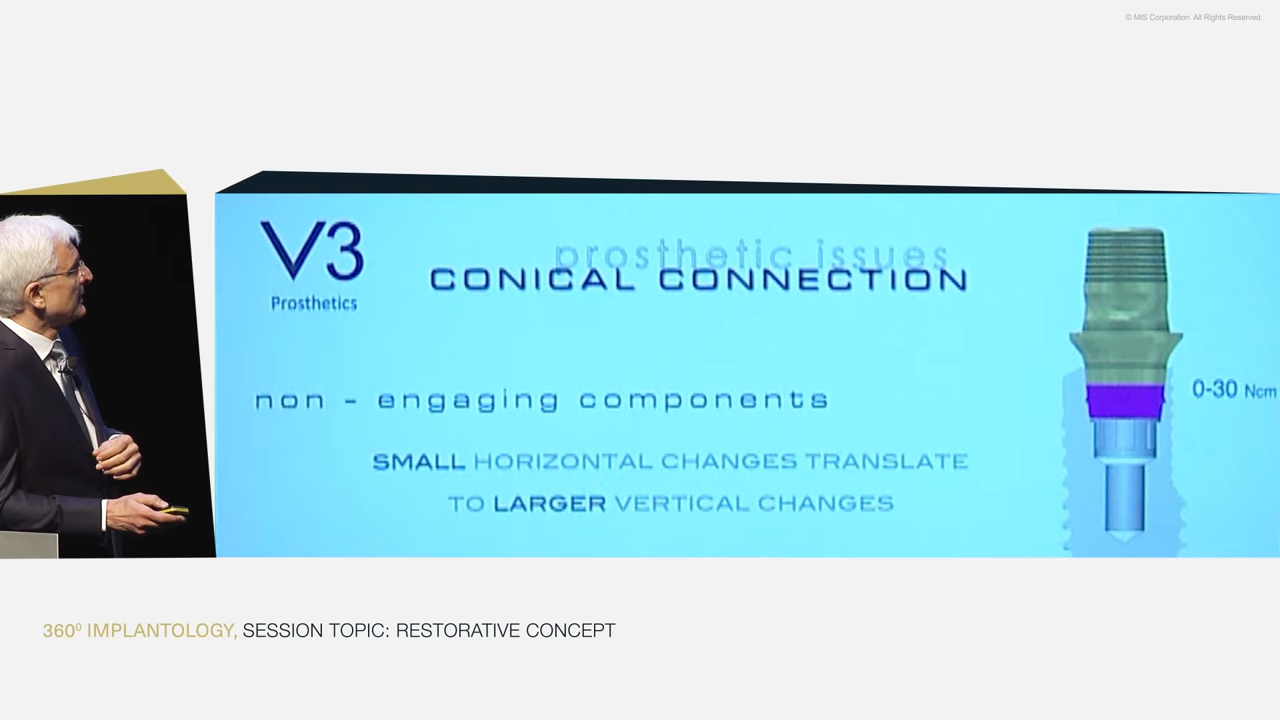 © MIS Corporation. All Rights Reserved.
V3
Prosthetics
prosthetic issues
CONICAL CONNECTION
non - engaging components
SMALL HORIZONTAL CHANGES TRANSLATE
TO LARGER VERTICAL CHANGES
0-30 Ncm
360⁰ IMPLANTOLOGY, SESSION TOPIC: RESTORATIVE CONCEPT